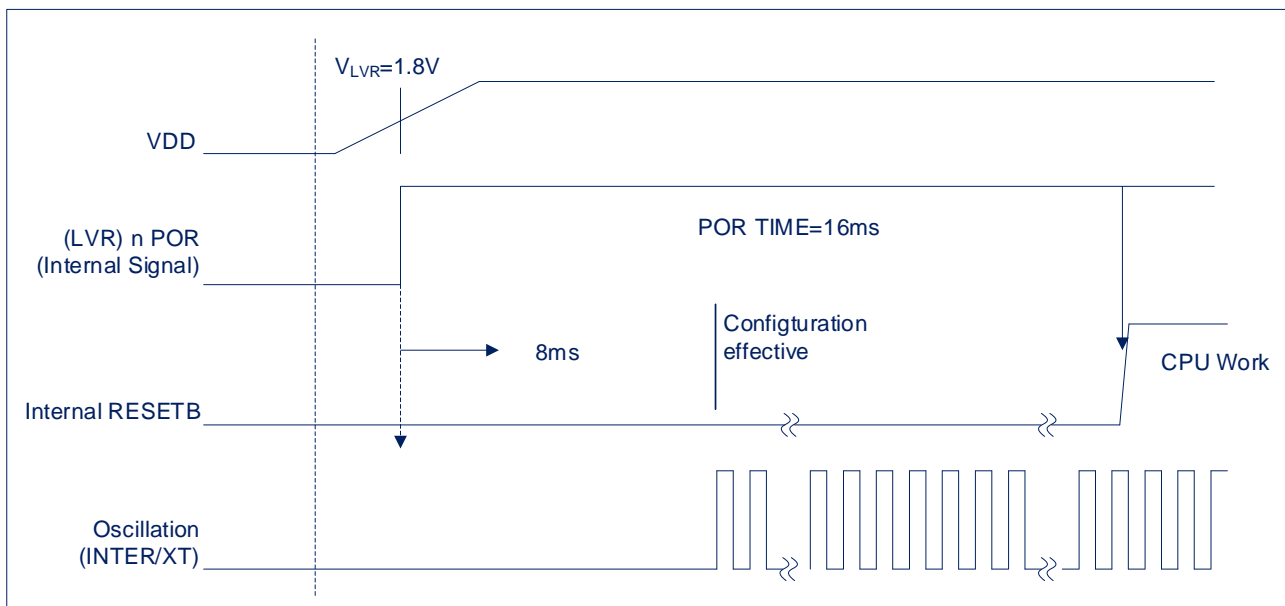 VLVR=1.8V
VDD
(LVR) n POR
(Internal Signal)
POR TIME=16ms
Configturation
effective
8ms
CPU Work
Internal RESETB
Oscillation
(INTER/XT)